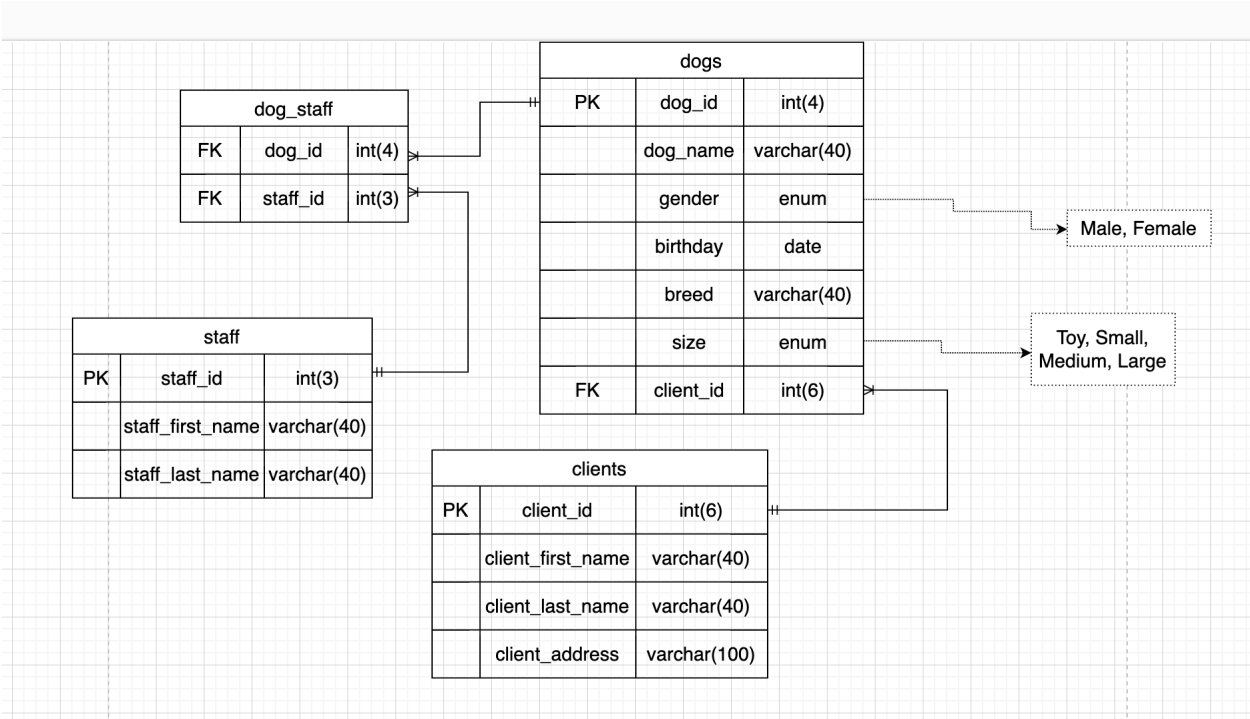 dog_staff
FK dog_id int(4)
FK staff_id int(3)
dogs
PK dog_id int(4)
dog_name varchar(40)
gender enum
birthday date
breed varchar(40)
size enum
FK client_id int(6)
Male, Female
Toy, Small,
Medium, Large
staff
PK staff_id int(3)
staff_first_name varchar(40)
staff_last_name varchar(40)
clients
PK client_id int(6)
client_first_name varchar(40)
client_last_name varchar(40)
client_address varchar(100)